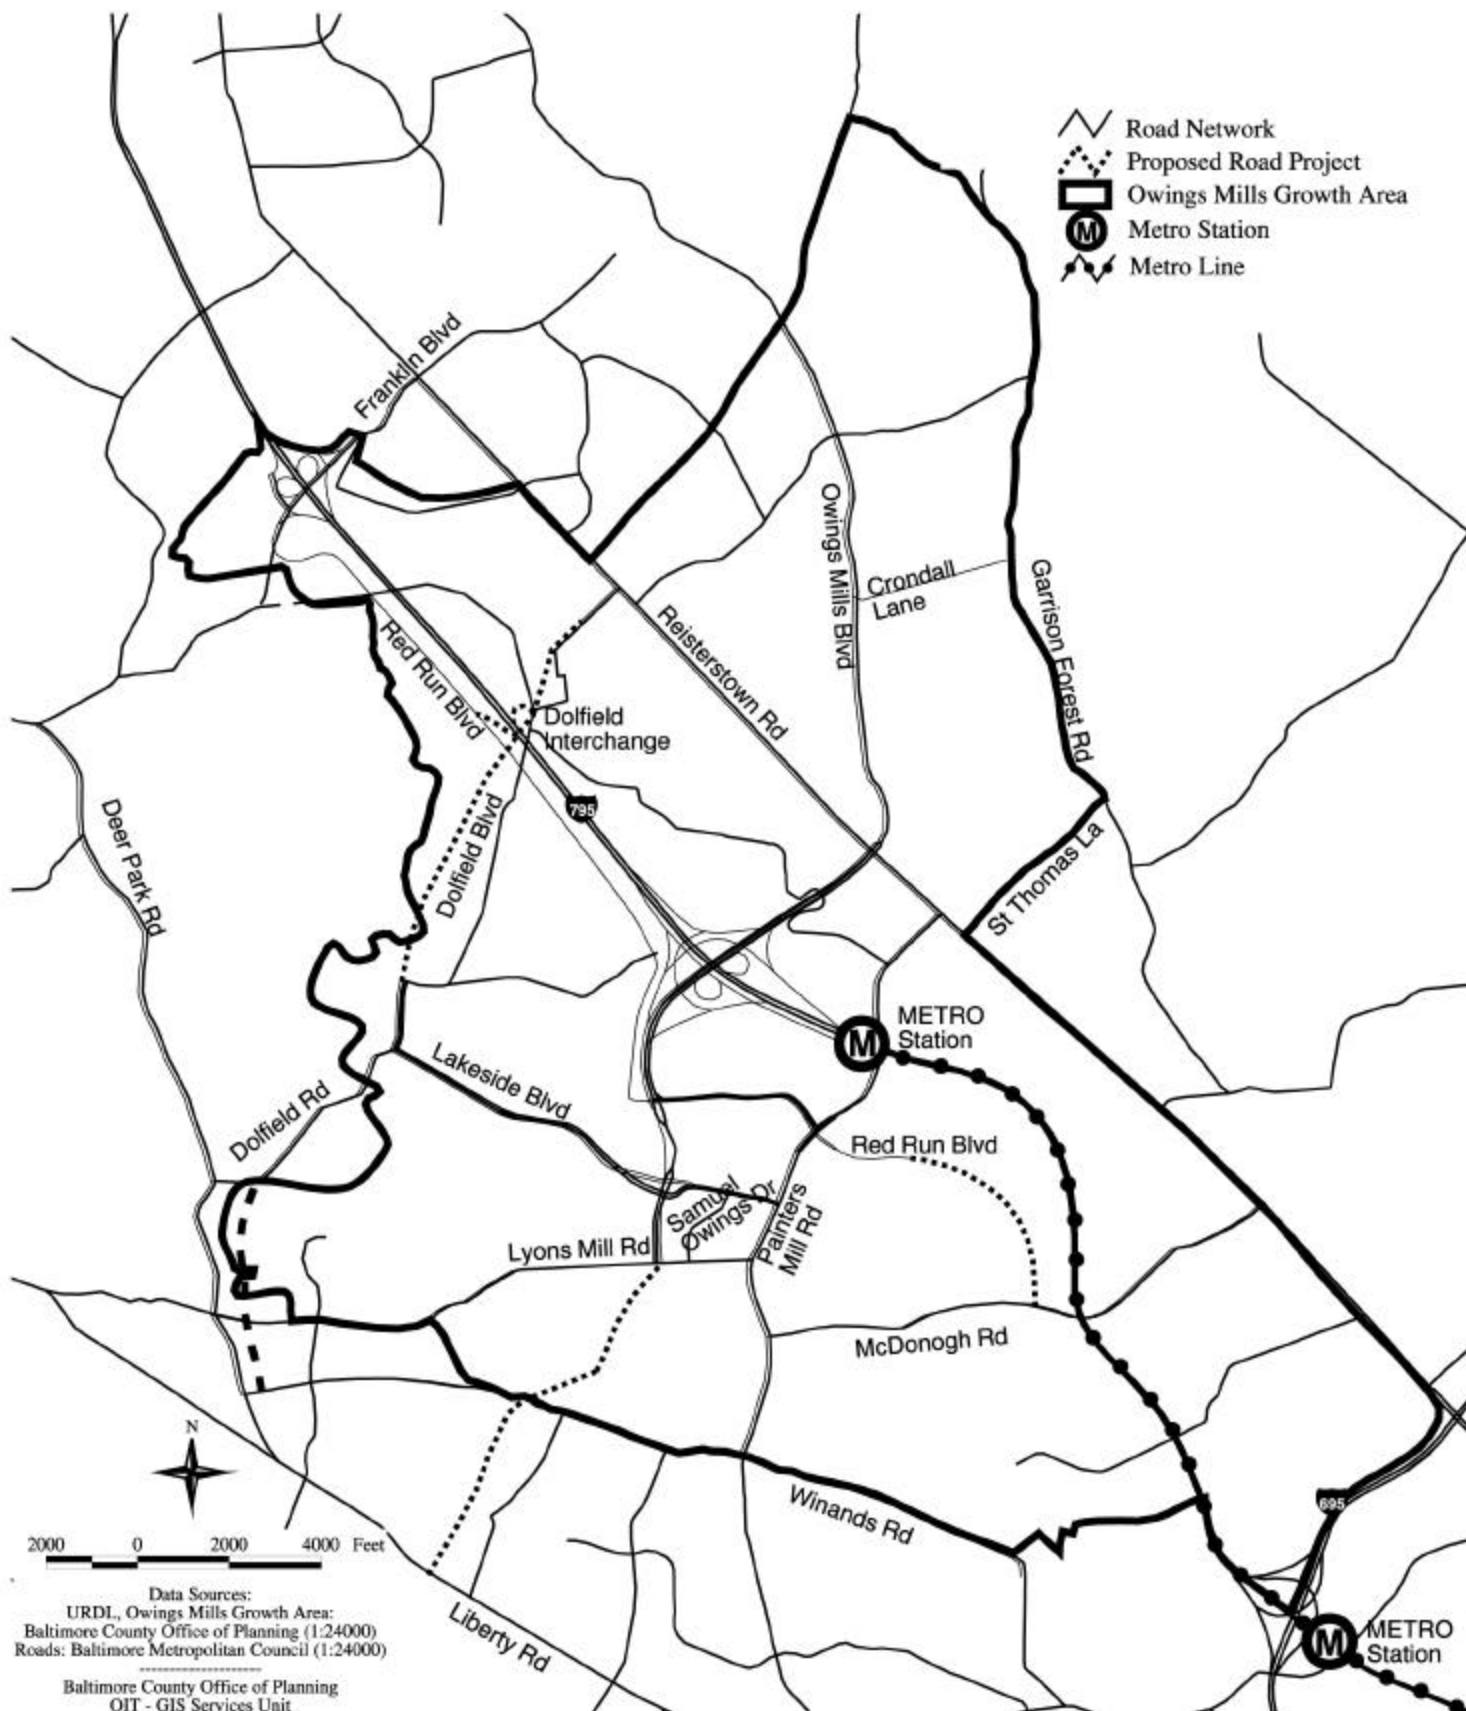 Road Network
Proposed Road Project
Owings Mills Growth Area
M
Metro Station
Metro Line
Franklin Blvd
Owings Mills Blvd
Crondall
Lane
Garrison Forest Rd
Reisterstown Rd
Red Run Blvd
Dolfield
Interchange
795
Deer Park Rd
Dolfield Blvd
St Thomas La
METRO
Station
M
Lakeside Blvd
Dolfield Rd
Red Run Blvd
Samuel
Owings Dr
Painters
Mill Rd
Lyons Mill Rd
McDonogh Rd
N
Winands Rd
695
2000 0 2000 4000 Feet
Data Sources:
URDL, Owings Mills Growth Area:
Baltimore County Office of Planning (1:24000)
Roads: Baltimore Metropolitan Council (1:24000)
---------------------
Baltimore County Office of Planning
OIT - GIS Services Unit
Liberty Rd
M
METRO
Station